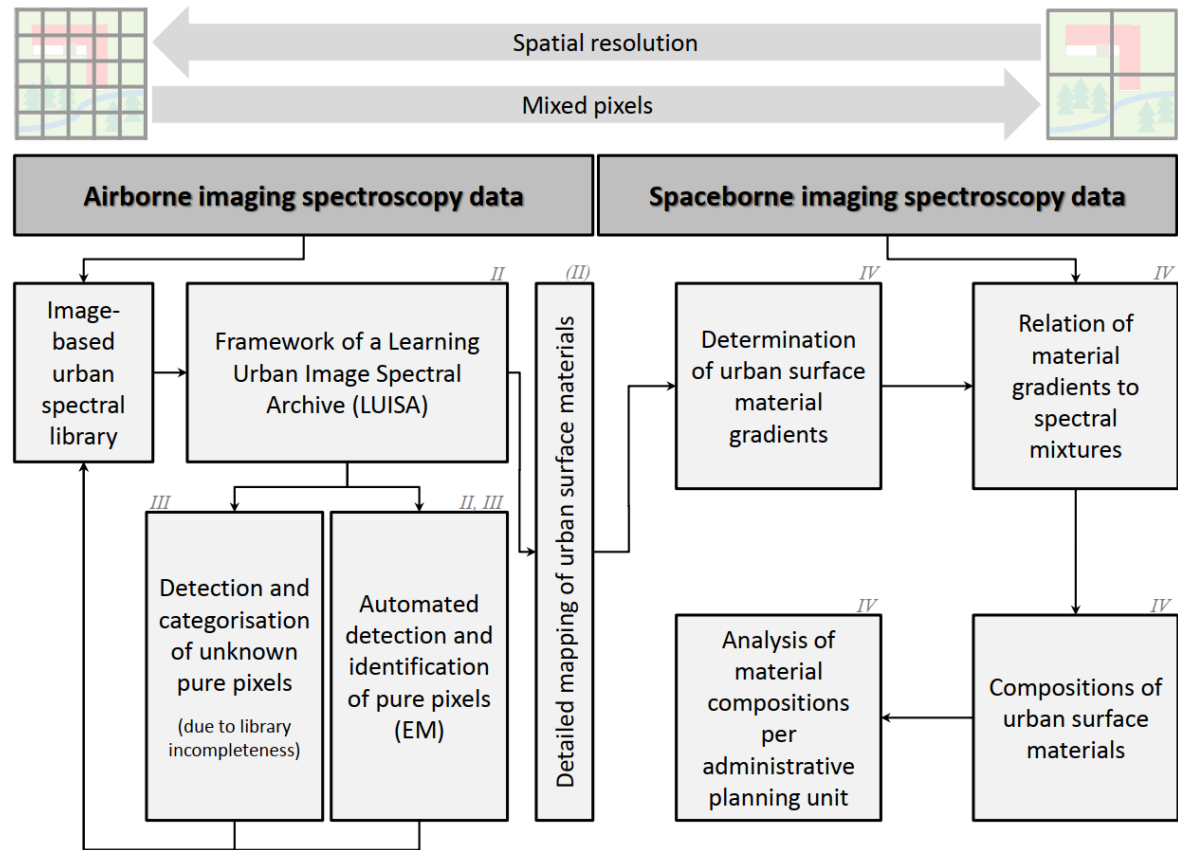 Spatial resolution
Mixed pixels
Airborne imaging spectroscopy data
Spaceborne imaging spectroscopy data
Image-
based
urban
spectral
library
II
Framework of a Learning
Urban Image Spectral
Archive (LUISA)
III
Detection and
categorisation
of unknown
pure pixels
(due to library
incompleteness)
II, III
Automated
detection and
identification
of pure pixels
(EM)
(II)
Detailed mapping of urban surface materials
IV
Determination
of urban surface
material
gradients
IV
Relation of
material
gradients to
spectral
mixtures
IV
Analysis of
material
compositions
per
administrative
planning unit
IV
Compositions of
urban surface
materials